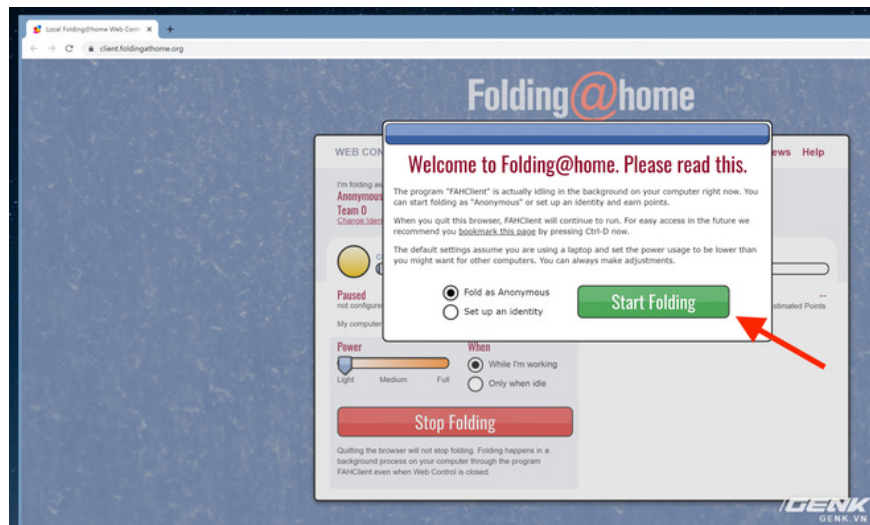 Local Folding@home Web Contr
client.foldingathome.org
Folding@home
WEB CON
ews Help
Welcome to Folding@home. Please read this.
The program "FAHClient" is actually idling in the background on your computer right now. You
can start folding as "Anonymous" or set up an identity and earn points.
When you quit this browser, FAHClient will continue to run. For easy access in the future we
recommend you bookmark this page by pressing Ctrl-D now.
The default settings assume you are using a laptop and set the power usage to be lower than
you might want for other computers. You can always make adjustments.
Fold as Anonymous
Set up an identity
Start Folding
I'm folding as
Anonymous
Team 0
Change Ident
Paused
not configure
stimated Points
My computer
Power
Light Medium Full
When
While I'm working
Only when idle
Stop Folding
Quitting the browser will not stop folding. Folding happens in a
background process on your computer through the program
FAHClient even when Web Control is closed.
GENK
GENK.VN